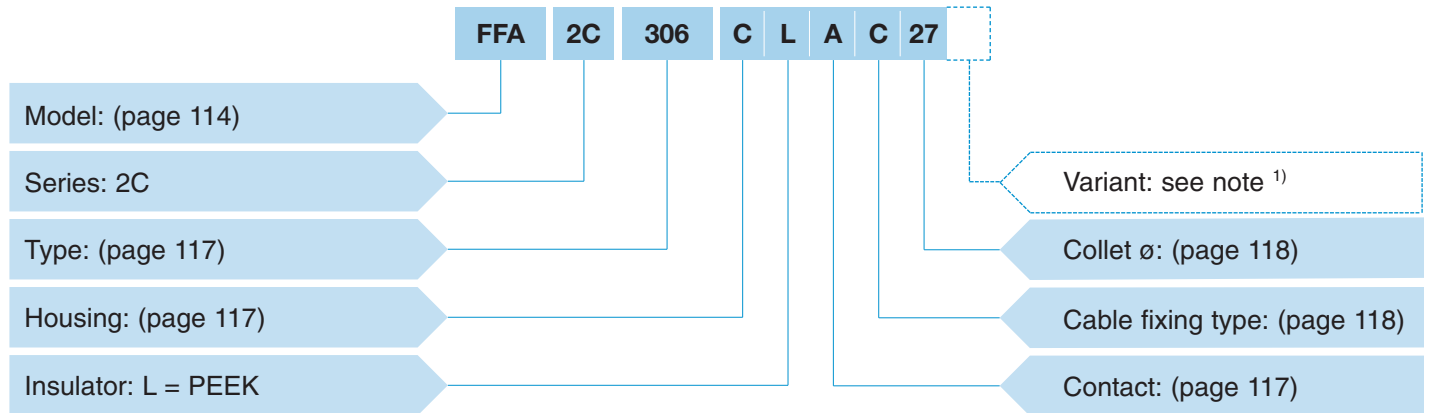 FFA 2C 306 C L A C 27
Model: (page 114)
Series: 2C
Variant: see note 1)
Type: (page 117)
Collet ø: (page 118)
Housing: (page 117)
Cable fixing type: (page 118)
Insulator: L = PEEK
Contact: (page 117)